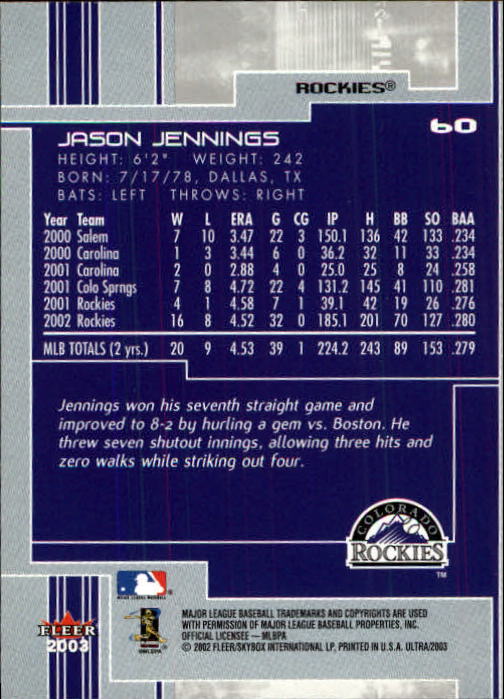 ROCKIES®
60
JASON JENNINGS
HEIGHT: 6'2" WEIGHT: 242
BORN: 7/17/78, DALLAS, TX
BATS: LEFT THROWS: RIGHT
Year Team W L ERA G CG IP H BB SO BAA
2000 Salem 7 10 3.47 22 3 150.1 136 42 133 .234
2000 Carolina 1 3 3.44 6 0 36.2 32 11 33 .234
2001 Carolina 2 0 2.88 4 0 25.0 25 8 24 .258
2001 Colo Sprngs 7 8 4.72 22 4 131.2 145 41 110 .281
2001 Rockies 4 1 4.58 7 1 39.1 42 19 26 .276
2002 Rockies 16 8 4.52 32 0 185.1 201 70 127 .280
MLB TOTALS (2 yrs.) 20 9 4.53 39 1 224.2 243 89 153 .279
Jennings won his seventh straight game and
improved to 8-2 by hurling a gem vs. Boston. He
threw seven shutout innings, allowing three hits and
zero walks while striking out four.
COLORADO
ROCKIES
TM
FLEER
2003
MAJOR LEAGUE BASEBALL TRADEMARKS AND COPYRIGHTS ARE USED
WITH PERMISSION OF MAJOR LEAGUE BASEBALL PROPERTIES, INC.
OFFICIAL LICENSEE — MLBPA
© 2002 FLEER/SKYBOX INTERNATIONAL LP, PRINTED IN U.S.A. ULTRA/2003